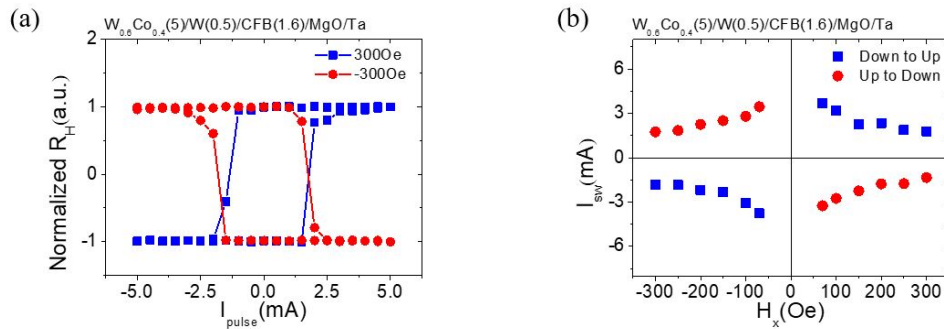 (a)
W0.6Co0.4(5)/W(0.5)/CFB(1.6)/MgO/Ta
300Oe
-300Oe
Normalized RH(a.u.)
2
1
0
-1
-5.0 -2.5 0.0 2.5 5.0
Ipulse(mA)
(b)
W0.6Co0.4(5)/W(0.5)/CFB(1.6)/MgO/Ta
Down to Up
Up to Down
Isw(mA)
6
3
0
-3
-6
-300 -200 -100 0 100 200 300
Hx(Oe)